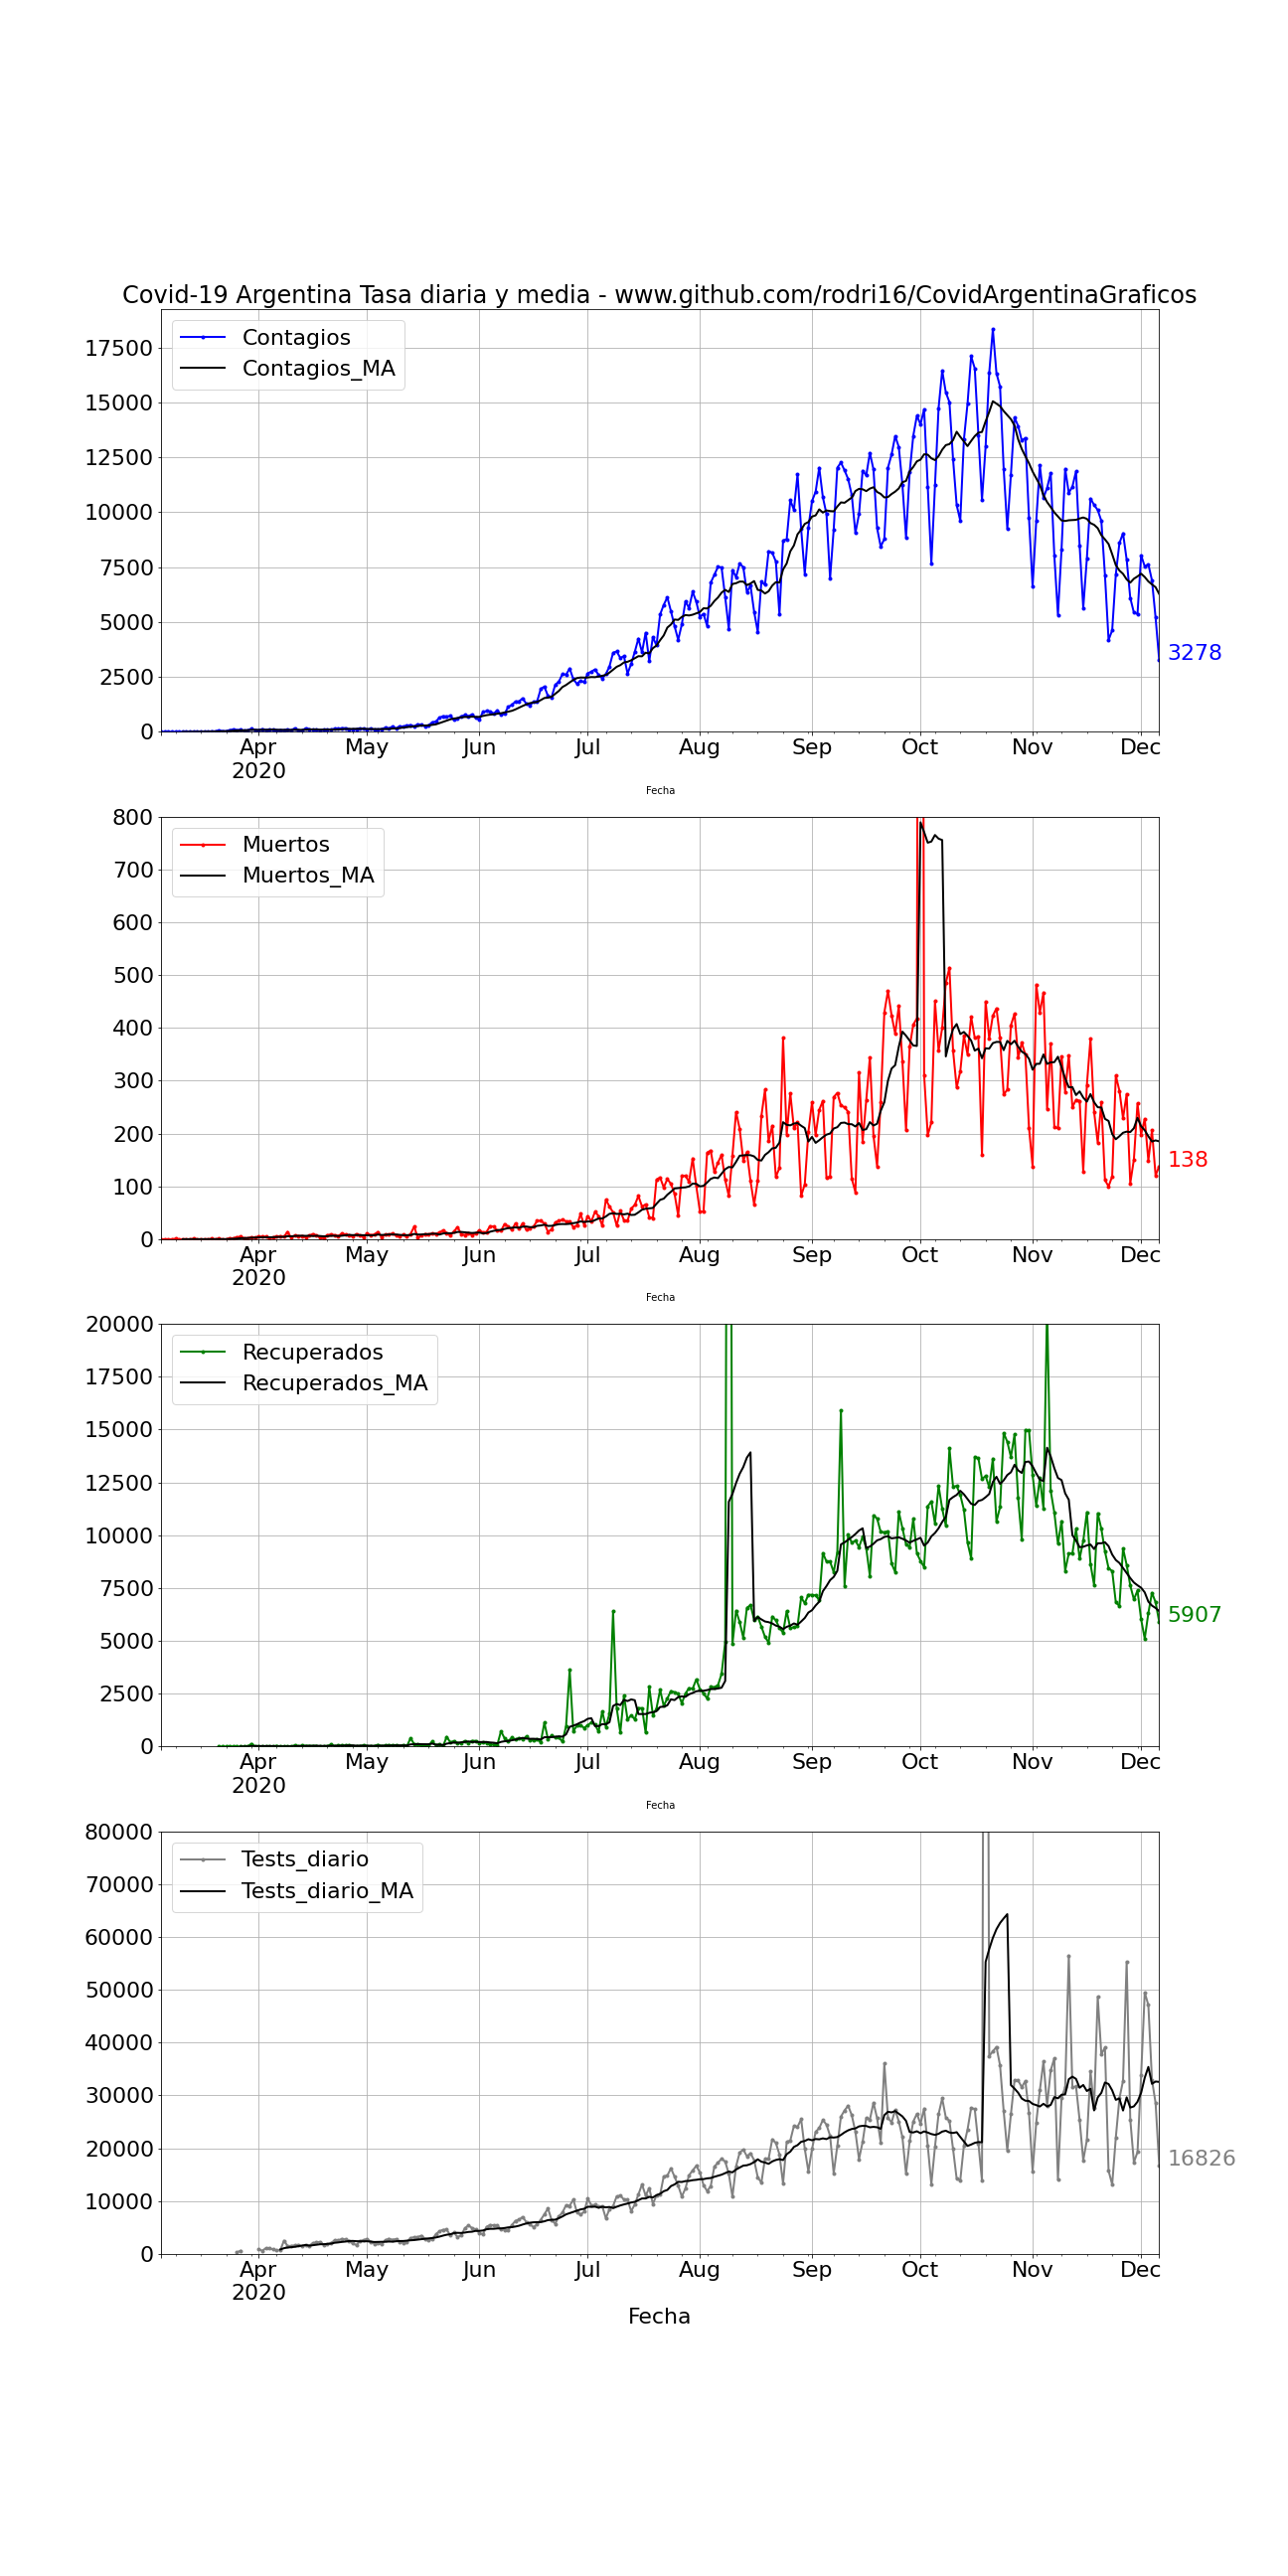 Covid-19 Argentina Tasa diaria y media - www.github.com/rodri16/CovidArgentinaGraficos
Contagios
Contagios_MA
17500
15000
12500
10000
7500
5000
2500
0
3278
Apr May Jun Jul Aug Sep Oct Nov Dec
2020
Fecha
Muertos
Muertos_MA
800
700
600
500
400
300
200
100
0
138
Apr May Jun Jul Aug Sep Oct Nov Dec
2020
Fecha
Recuperados
Recuperados_MA
20000
17500
15000
12500
10000
7500
5000
2500
0
5907
Apr May Jun Jul Aug Sep Oct Nov Dec
2020
Fecha
Tests_diario
Tests_diario_MA
80000
70000
60000
50000
40000
30000
20000
10000
0
16826
Apr May Jun Jul Aug Sep Oct Nov Dec
2020
Fecha